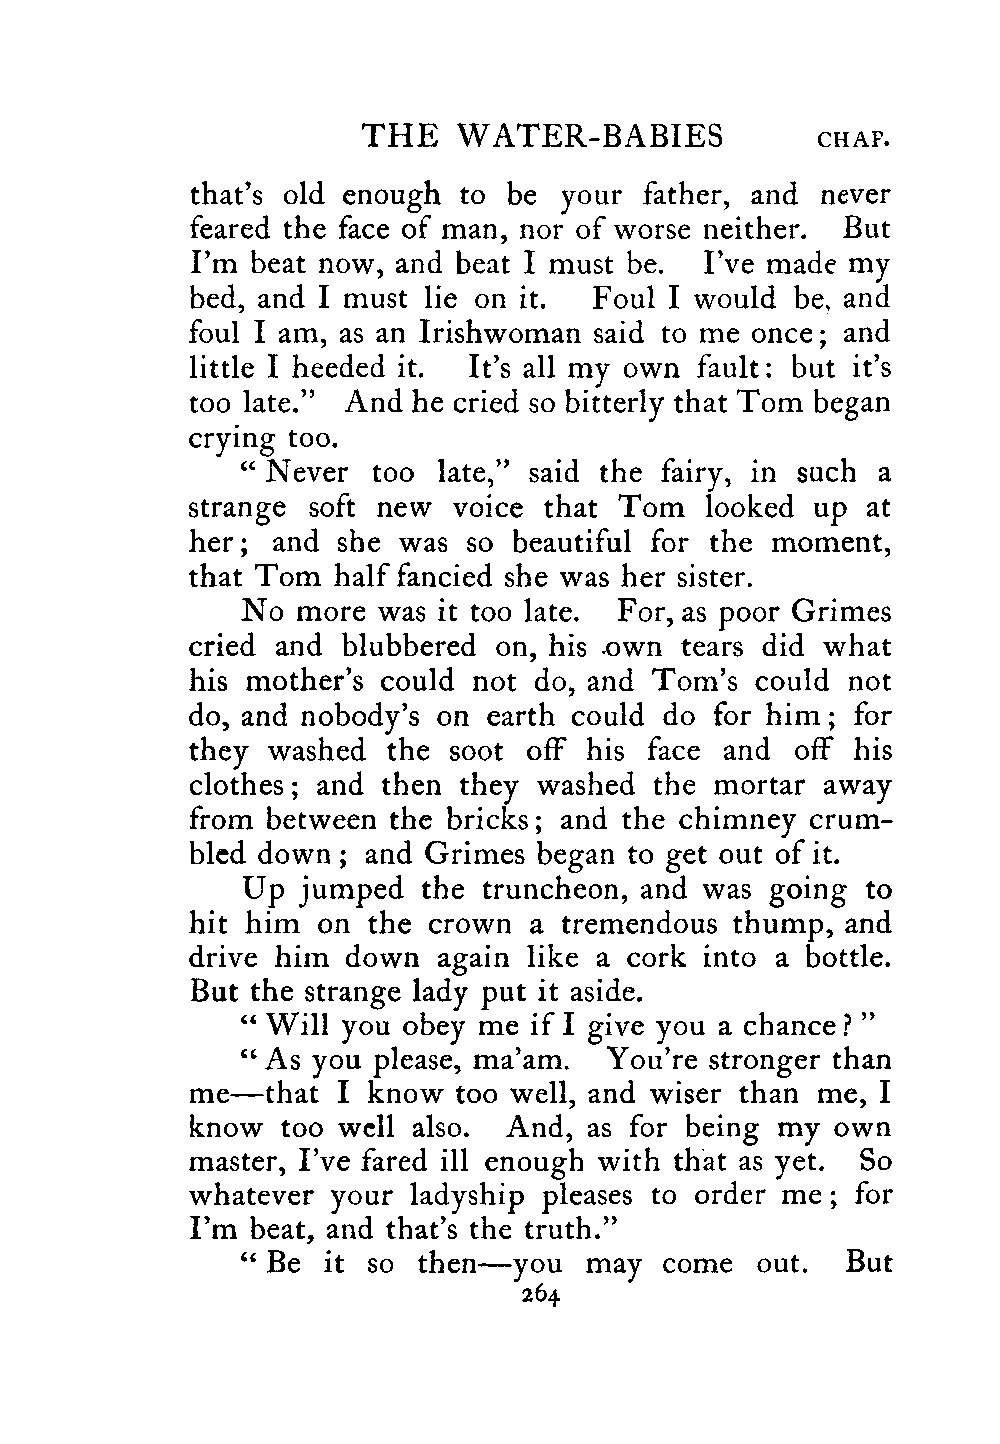 THE WATER-BABIES CHAP.
that's old enough to be your father, and never
feared the face of man, nor of worse neither. But
I'm beat now, and beat I must be. I've made my
bed, and I must lie on it. Foul I would be, and
foul I am, as an Irishwoman said to me once; and
little I heeded it. It's all my own fault: but it's
too late." And he cried so bitterly that Tom began
crying too.
"Never too late," said the fairy, in such a
strange soft new voice that Tom looked up at
her; and she was so beautiful for the moment,
that Tom half fancied she was her sister.
No more was it too late. For, as poor Grimes
cried and blubbered on, his own tears did what
his mother's could not do, and Tom's could not
do, and nobody's on earth could do for him; for
they washed the soot off his face and off his
clothes; and then they washed the mortar away
from between the bricks; and the chimney crum-
bled down; and Grimes began to get out of it.
Up jumped the truncheon, and was going to
hit him on the crown a tremendous thump, and
drive him down again like a cork into a bottle.
But the strange lady put it aside.
"Will you obey me if I give you a chance?"
"As you please, ma'am. You're stronger than
me—that I know too well, and wiser than me, I
know too well also. And, as for being my own
master, I've fared ill enough with that as yet. So
whatever your ladyship pleases to order me; for
I'm beat, and that's the truth."
"Be it so then—you may come out. But
264